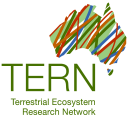 TERN
Terrestrial Ecosystem
Research Network